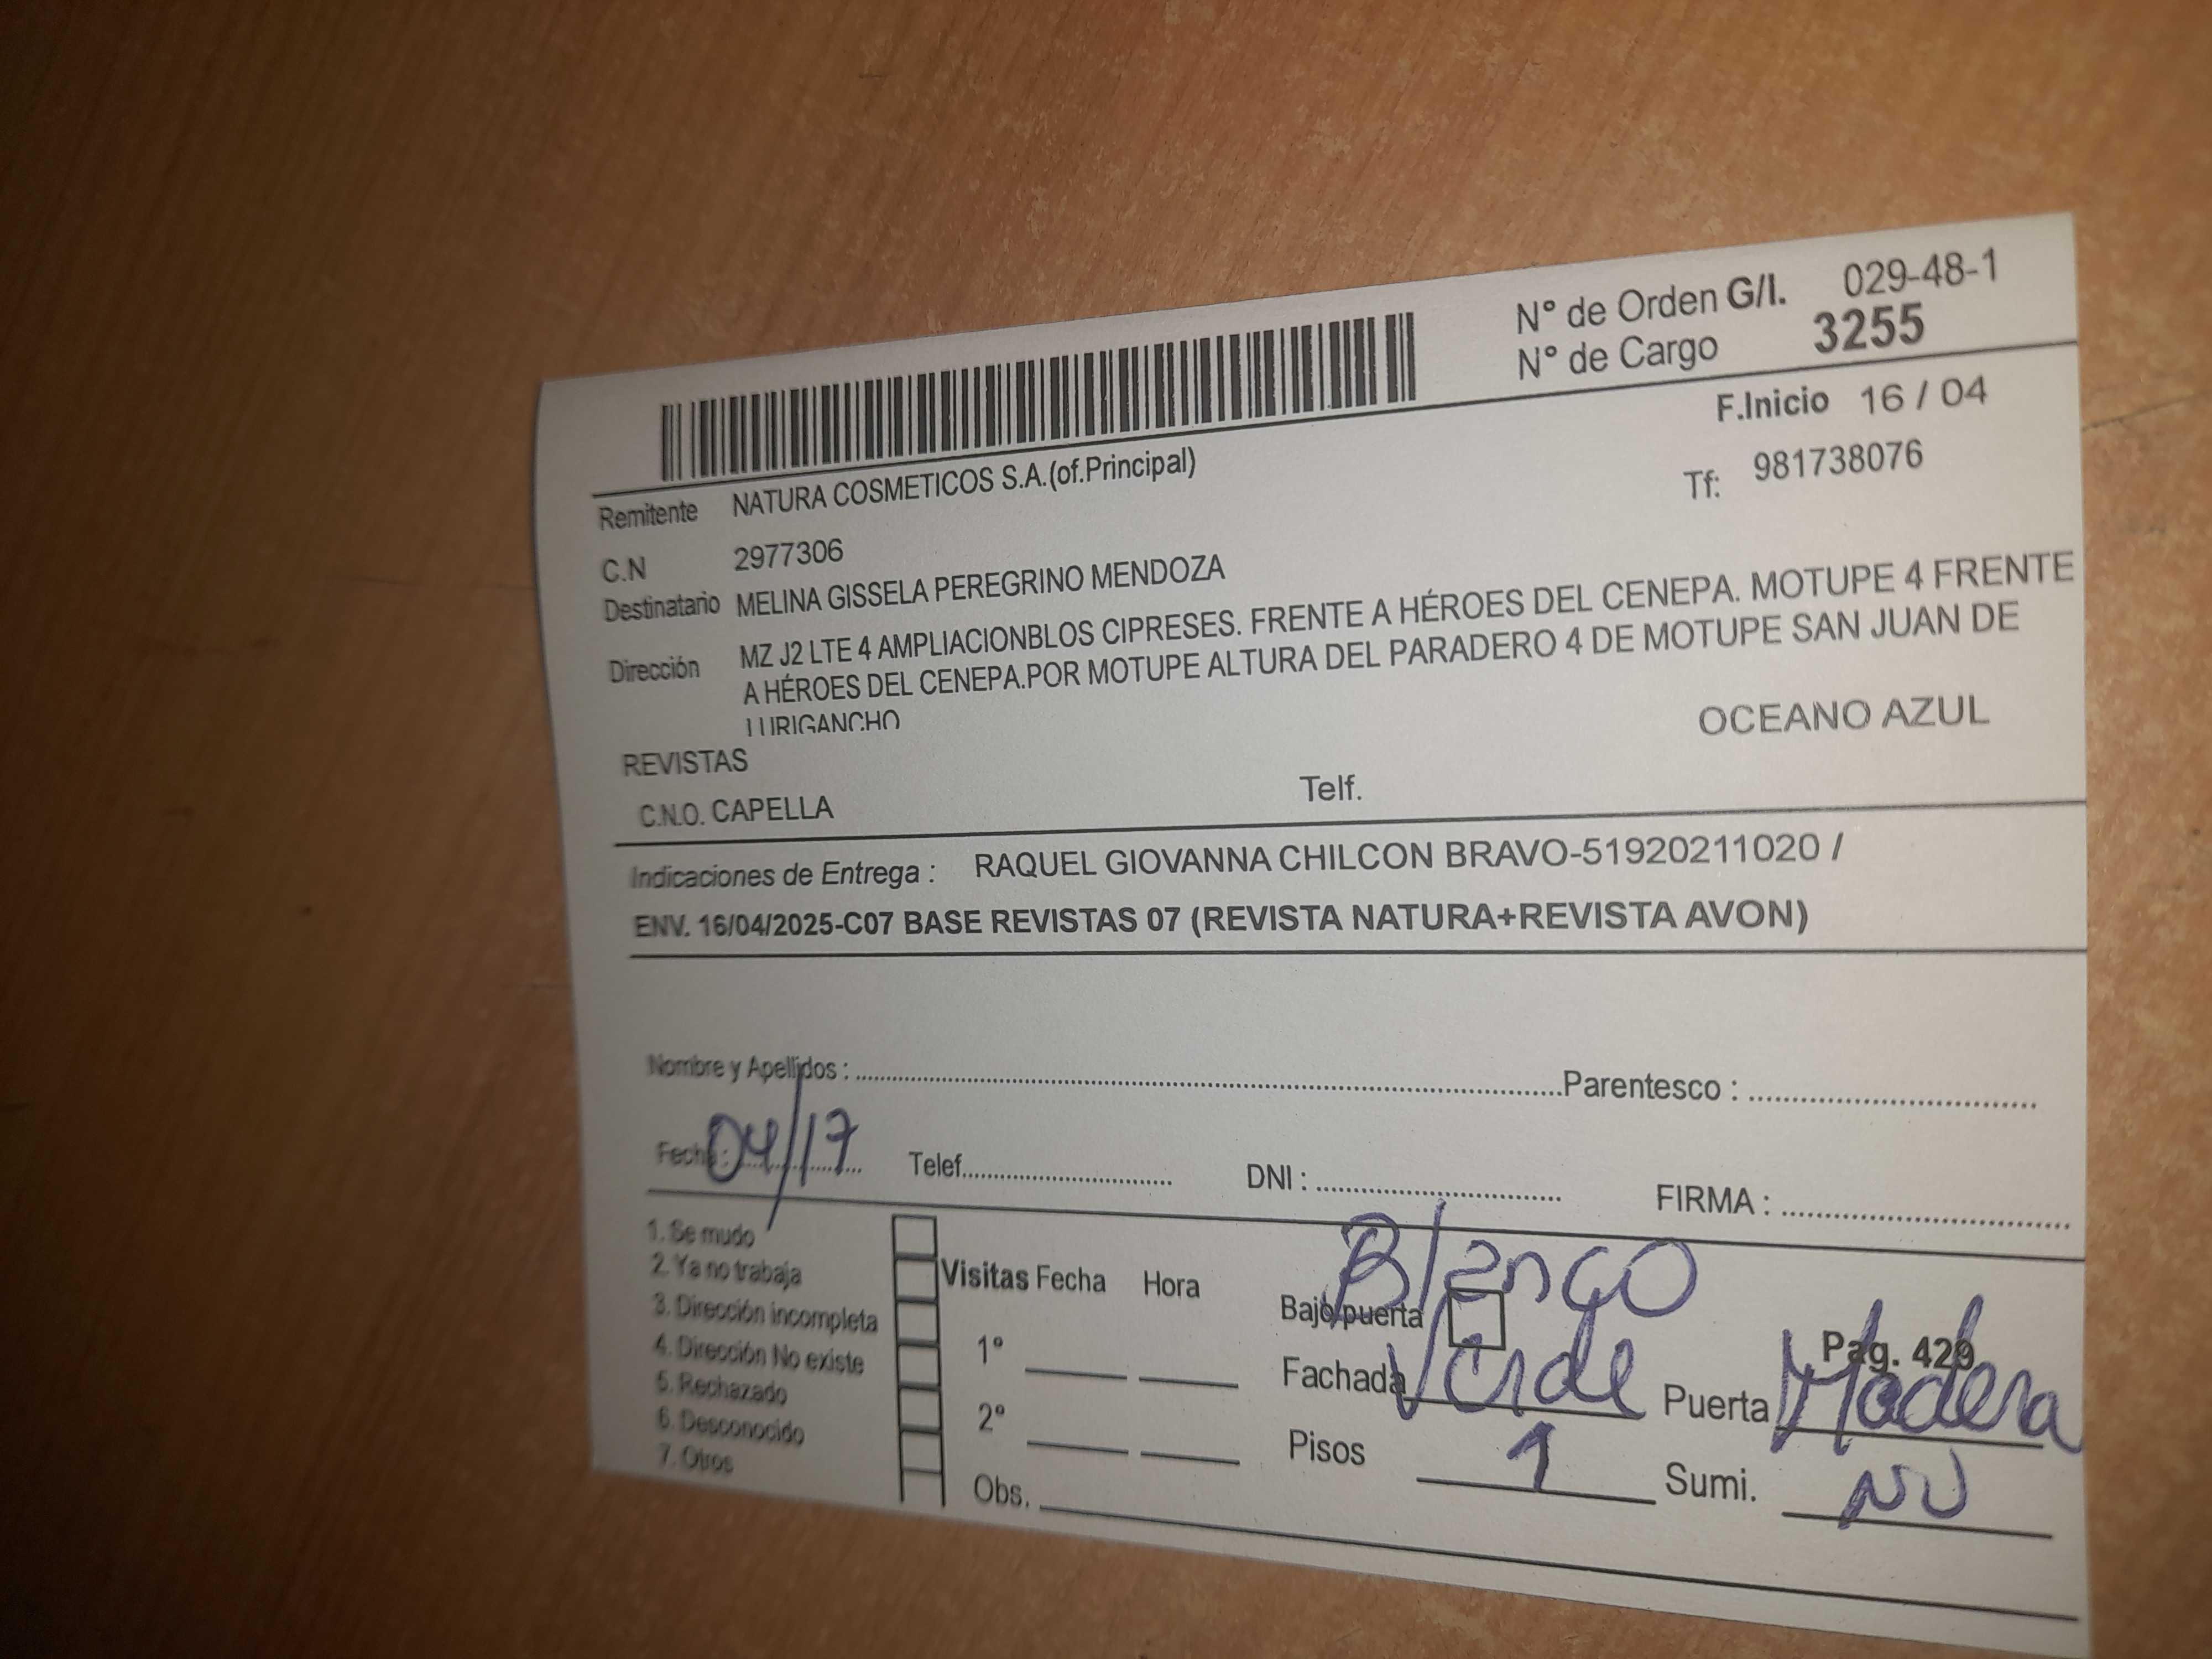 N° de Orden G/I. 029-48-1
N° de Cargo 3255
F.Inicio 16 / 04
Remitente NATURA COSMETICOS S.A.(of.Principal)
Tf: 981738076
C.N 2977306
Destinatario MELINA GISSELA PEREGRINO MENDOZA
Dirección MZ J2 LTE 4 AMPLIACIONBLOS CIPRESES. FRENTE A HÉROES DEL CENEPA. MOTUPE 4 FRENTE
A HÉROES DEL CENEPA.POR MOTUPE ALTURA DEL PARADERO 4 DE MOTUPE SAN JUAN DE
LURIGANCHO
OCEANO AZUL
REVISTAS
C.N.O. CAPELLA Telf.
Indicaciones de Entrega : RAQUEL GIOVANNA CHILCON BRAVO-51920211020 /
ENV. 16/04/2025-C07 BASE REVISTAS 07 (REVISTA NATURA+REVISTA AVON)
Nombre y Apellidos : Parentesco :
Fecha : 04/17 Telef. DNI : FIRMA :
1. Se mudo
2. Ya no trabaja
3. Dirección incompleta
4. Dirección No existe
5. Rechazado
6. Desconocido
7. Otros
Visitas Fecha Hora
1°
2°
Obs.
Blanco
Bajo/puerta
Pag. 429
Fachada Verde Puerta Madera
Pisos 1 Sumi. NU